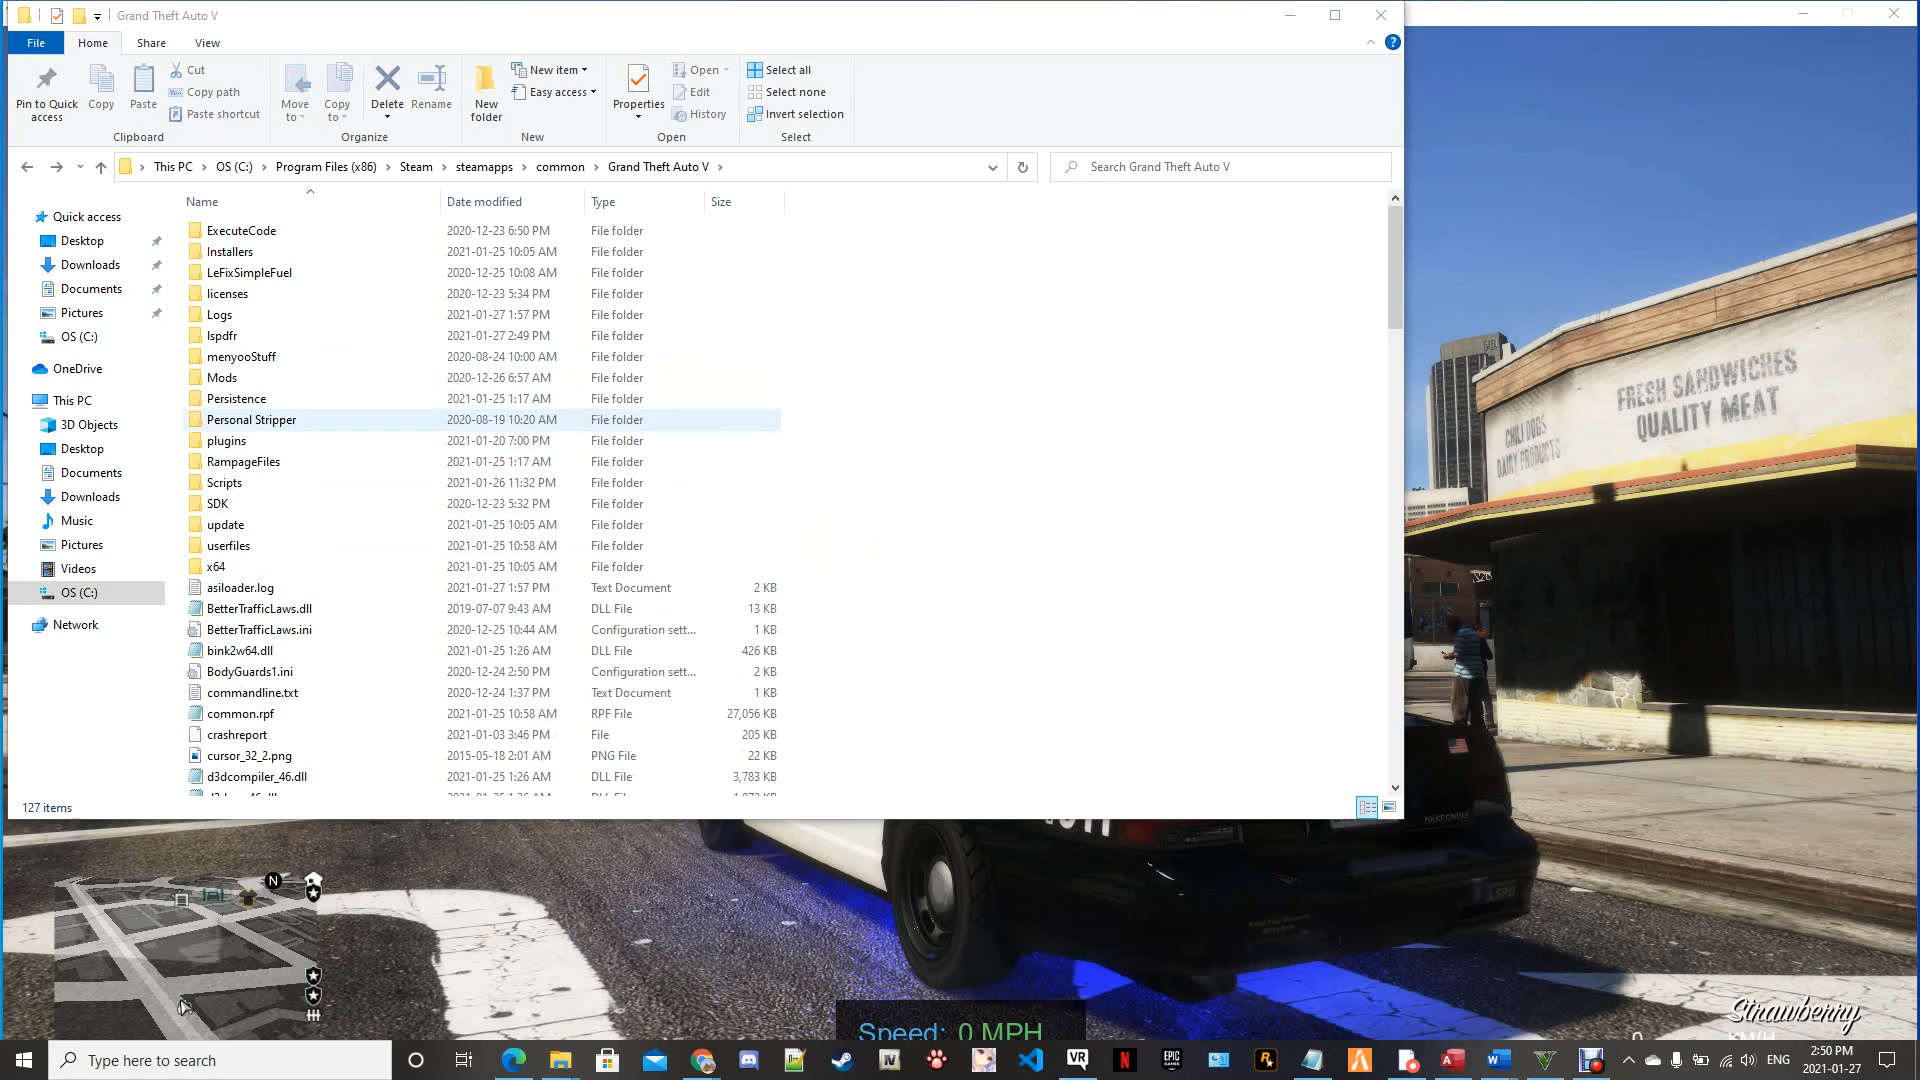 Grand Theft Auto V
File Home Share View
Pin to Quick access
Copy
Paste
Cut
Copy path
Paste shortcut
Clipboard
Move to
Copy to
Delete
Rename
Organize
New folder
New item
Easy access
New
Properties
Open
Edit
History
Open
Select all
Select none
Invert selection
Select
This PC > OS (C:) > Program Files (x86) > Steam > steamapps > common > Grand Theft Auto V >
Search Grand Theft Auto V
Quick access
Desktop
Downloads
Documents
Pictures
OS (C:)
OneDrive
This PC
3D Objects
Desktop
Documents
Downloads
Music
Pictures
Videos
OS (C:)
Network
Name Date modified Type Size
ExecuteCode 2020-12-23 6:50 PM File folder
Installers 2021-01-25 10:05 AM File folder
LeFixSimpleFuel 2020-12-25 10:08 AM File folder
licenses 2020-12-23 5:34 PM File folder
Logs 2021-01-27 1:57 PM File folder
lspdfr 2021-01-27 2:49 PM File folder
menyooStuff 2020-08-24 10:00 AM File folder
Mods 2020-12-26 6:57 AM File folder
Persistence 2021-01-25 1:17 AM File folder
Personal Stripper 2020-08-19 10:20 AM File folder
plugins 2021-01-20 7:00 PM File folder
RampageFiles 2021-01-25 1:17 AM File folder
Scripts 2021-01-26 11:32 PM File folder
SDK 2020-12-23 5:32 PM File folder
update 2021-01-25 10:05 AM File folder
userfiles 2021-01-25 10:58 AM File folder
x64 2021-01-25 10:05 AM File folder
asiloader.log 2021-01-27 1:57 PM Text Document 2 KB
BetterTrafficLaws.dll 2019-07-07 9:43 AM DLL File 13 KB
BetterTrafficLaws.ini 2020-12-25 10:44 AM Configuration sett... 1 KB
bink2w64.dll 2021-01-25 1:26 AM DLL File 426 KB
BodyGuards1.ini 2020-12-24 2:50 PM Configuration sett... 2 KB
commandline.txt 2020-12-24 1:37 PM Text Document 1 KB
common.rpf 2021-01-25 10:58 AM RPF File 27,056 KB
crashreport 2021-01-03 3:46 PM File 205 KB
cursor_32_2.png 2015-05-18 2:01 AM PNG File 22 KB
d3dcompiler_46.dll 2021-01-25 1:26 AM DLL File 3,783 KB
127 items
FRESH SANDWICHES
QUALITY MEAT
CHILI DOGS
DAIRY PRODUCTS
N
Speed: 0 MPH
Strawberry
0
KM/H
Type here to search
IV
VR
N
EPIC GAMES
ENG
2:50 PM
2021-01-27